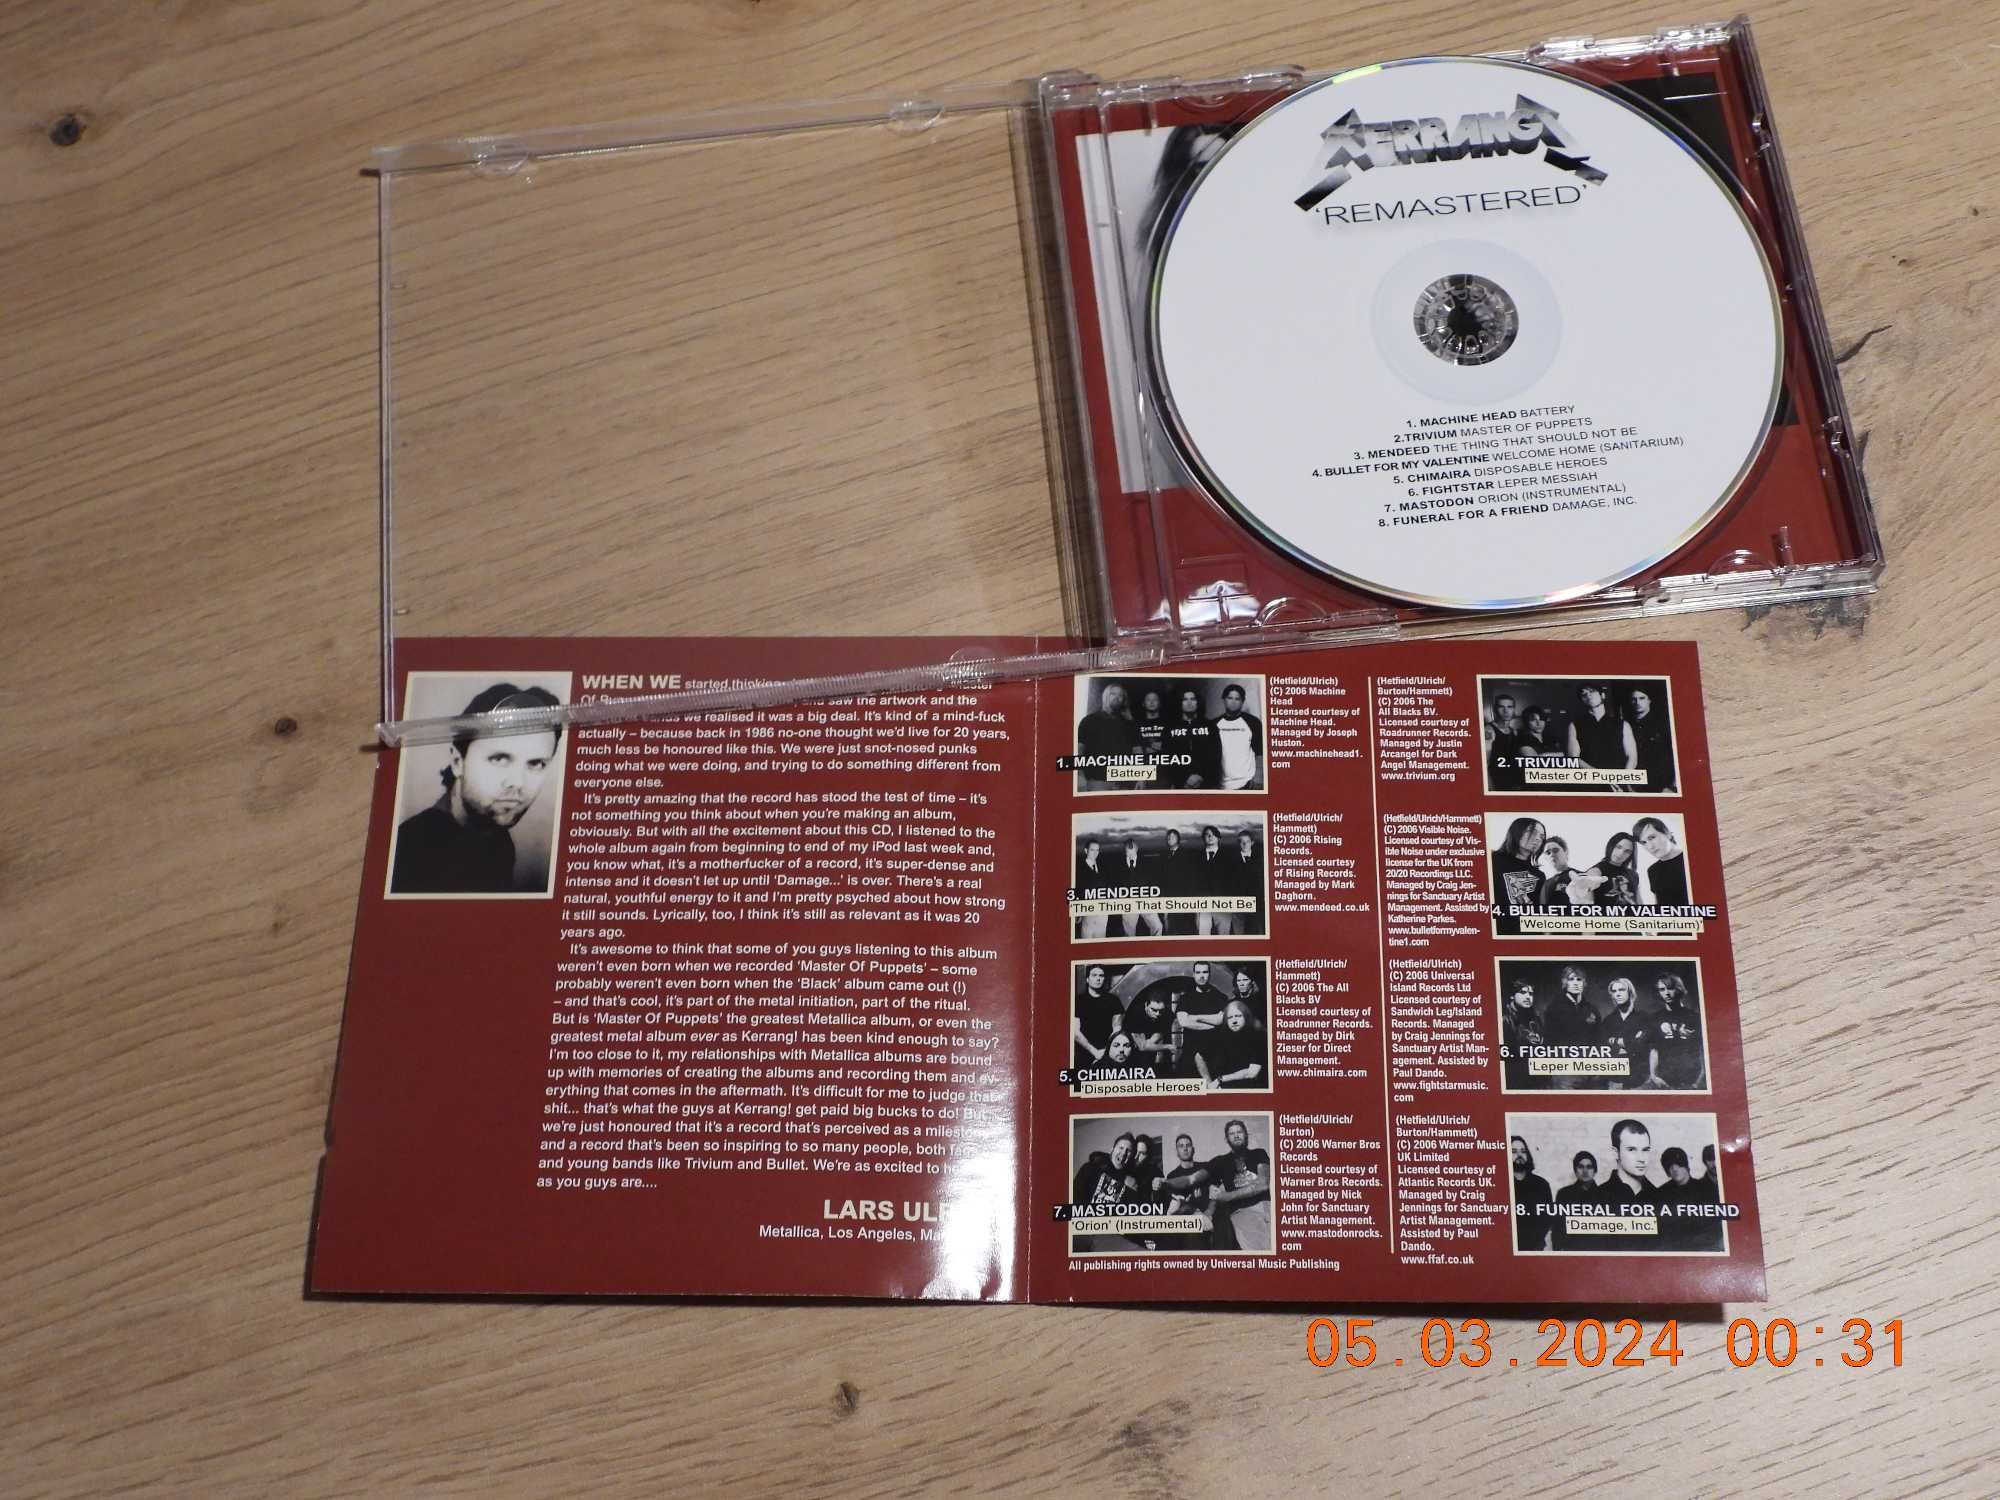 KERRANG!
'REMASTERED'
1. MACHINE HEAD BATTERY
2.TRIVIUM MASTER OF PUPPETS
3. MENDEED THE THING THAT SHOULD NOT BE
4. BULLET FOR MY VALENTINE WELCOME HOME (SANITARIUM)
5. CHIMAIRA DISPOSABLE HEROES
6. FIGHTSTAR LEPER MESSIAH
7. MASTODON ORION (INSTRUMENTAL)
8. FUNERAL FOR A FRIEND DAMAGE, INC.
WHEN WE started thinking
saw the artwork and the
we realised it was a big deal. It's kind of a mind-fuck
actually – because back in 1986 no-one thought we'd live for 20 years,
much less be honoured like this. We were just snot-nosed punks
doing what we were doing, and trying to do something different from
everyone else.
It's pretty amazing that the record has stood the test of time – it's
not something you think about when you're making an album,
obviously. But with all the excitement about this CD, I listened to the
whole album again from beginning to end of my iPod last week and,
you know what, it's a motherfucker of a record, it's super-dense and
intense and it doesn't let up until 'Damage...' is over. There's a real
natural, youthful energy to it and I'm pretty psyched about how strong
it still sounds. Lyrically, too, I think it's still as relevant as it was 20
years ago.
It's awesome to think that some of you guys listening to this album
weren't even born when we recorded 'Master Of Puppets' – some
probably weren't even born when the 'Black' album came out (!)
– and that's cool, it's part of the metal initiation, part of the ritual.
But is 'Master Of Puppets' the greatest Metallica album, or even the
greatest metal album ever as Kerrang! has been kind enough to say?
I'm too close to it, my relationships with Metallica albums are bound
up with memories of creating the albums and recording them and ev-
erything that comes in the aftermath. It's difficult for me to judge that
shit... that's what the guys at Kerrang! get paid big bucks to do! But
we're just honoured that it's a record that's perceived as a
and a record that's been so inspiring to so many people, both
and young bands like Trivium and Bullet. We're as excited to
as you guys are....
LARS
Metallica, Los Angeles,
1. MACHINE HEAD
'Battery'
(Hetfield/Ulrich)
(C) 2006 Machine
Head
Licensed courtesy of
Machine Head.
Managed by Joseph
Huston.
www.machinehead1.
com
(Hetfield/Ulrich/
Burton/Hammett)
(C) 2006 The
All Blacks BV.
Licensed courtesy of
Roadrunner Records.
Managed by Justin
Arcangel for Dark
Angel Management.
www.trivium.org
2. TRIVIUM
'Master Of Puppets'
3. MENDEED
'The Thing That Should Not Be'
(Hetfield/Ulrich/
Hammett)
(C) 2006 Rising
Records.
Licensed courtesy
of Rising Records.
Managed by Mark
Daghorn.
www.mendeed.co.uk
(Hetfield/Ulrich/Hammett)
(C) 2006 Visible Noise.
Licensed courtesy of Vis-
ible Noise under exclusive
license for the UK from
20/20 Recordings LLC.
Managed by Craig Jen-
nings for Sanctuary Artist
Management. Assisted by
Katherine Parkes.
www.bulletformyvalen-
tine1.com
4. BULLET FOR MY VALENTINE
'Welcome Home (Sanitarium)'
5. CHIMAIRA
'Disposable Heroes'
(Hetfield/Ulrich/
Hammett)
(C) 2006 The All
Blacks BV
Licensed courtesy of
Roadrunner Records.
Managed by Dirk
Zieser for Direct
Management.
www.chimaira.com
(Hetfield/Ulrich)
(C) 2006 Universal
Island Records Ltd
Licensed courtesy of
Sandwich Leg/Island
Records. Managed
by Craig Jennings for
Sanctuary Artist Man-
agement. Assisted by
Paul Dando.
www.fightstarmusic.
com
6. FIGHTSTAR
'Leper Messiah'
7. MASTODON
'Orion' (Instrumental)
(Hetfield/Ulrich/
Burton)
(C) 2006 Warner Bros
Records
Licensed courtesy of
Warner Bros Records.
Managed by Nick
John for Sanctuary
Artist Management.
www.mastodonrocks.
com
(Hetfield/Ulrich/
Burton/Hammett)
(C) 2006 Warner Music
UK Limited
Licensed courtesy of
Atlantic Records UK.
Managed by Craig
Jennings for Sanctuary
Artist Management.
Assisted by Paul
Dando.
www.ffaf.co.uk
8. FUNERAL FOR A FRIEND
'Damage, Inc.'
All publishing rights owned by Universal Music Publishing
05.03.2024 00:31